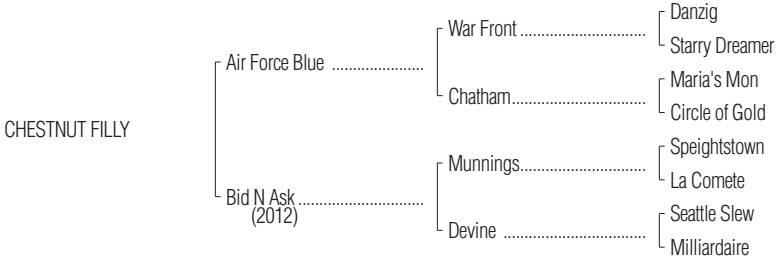 Danzig
War Front ..............................
Starry Dreamer
Air Force Blue ......................
Maria's Mon
Chatham................................
Circle of Gold
CHESTNUT FILLY
Speightstown
Munnings..............................
La Comete
Bid N Ask ..............................
(2012)
Seattle Slew
Devine ..................................
Milliardaire